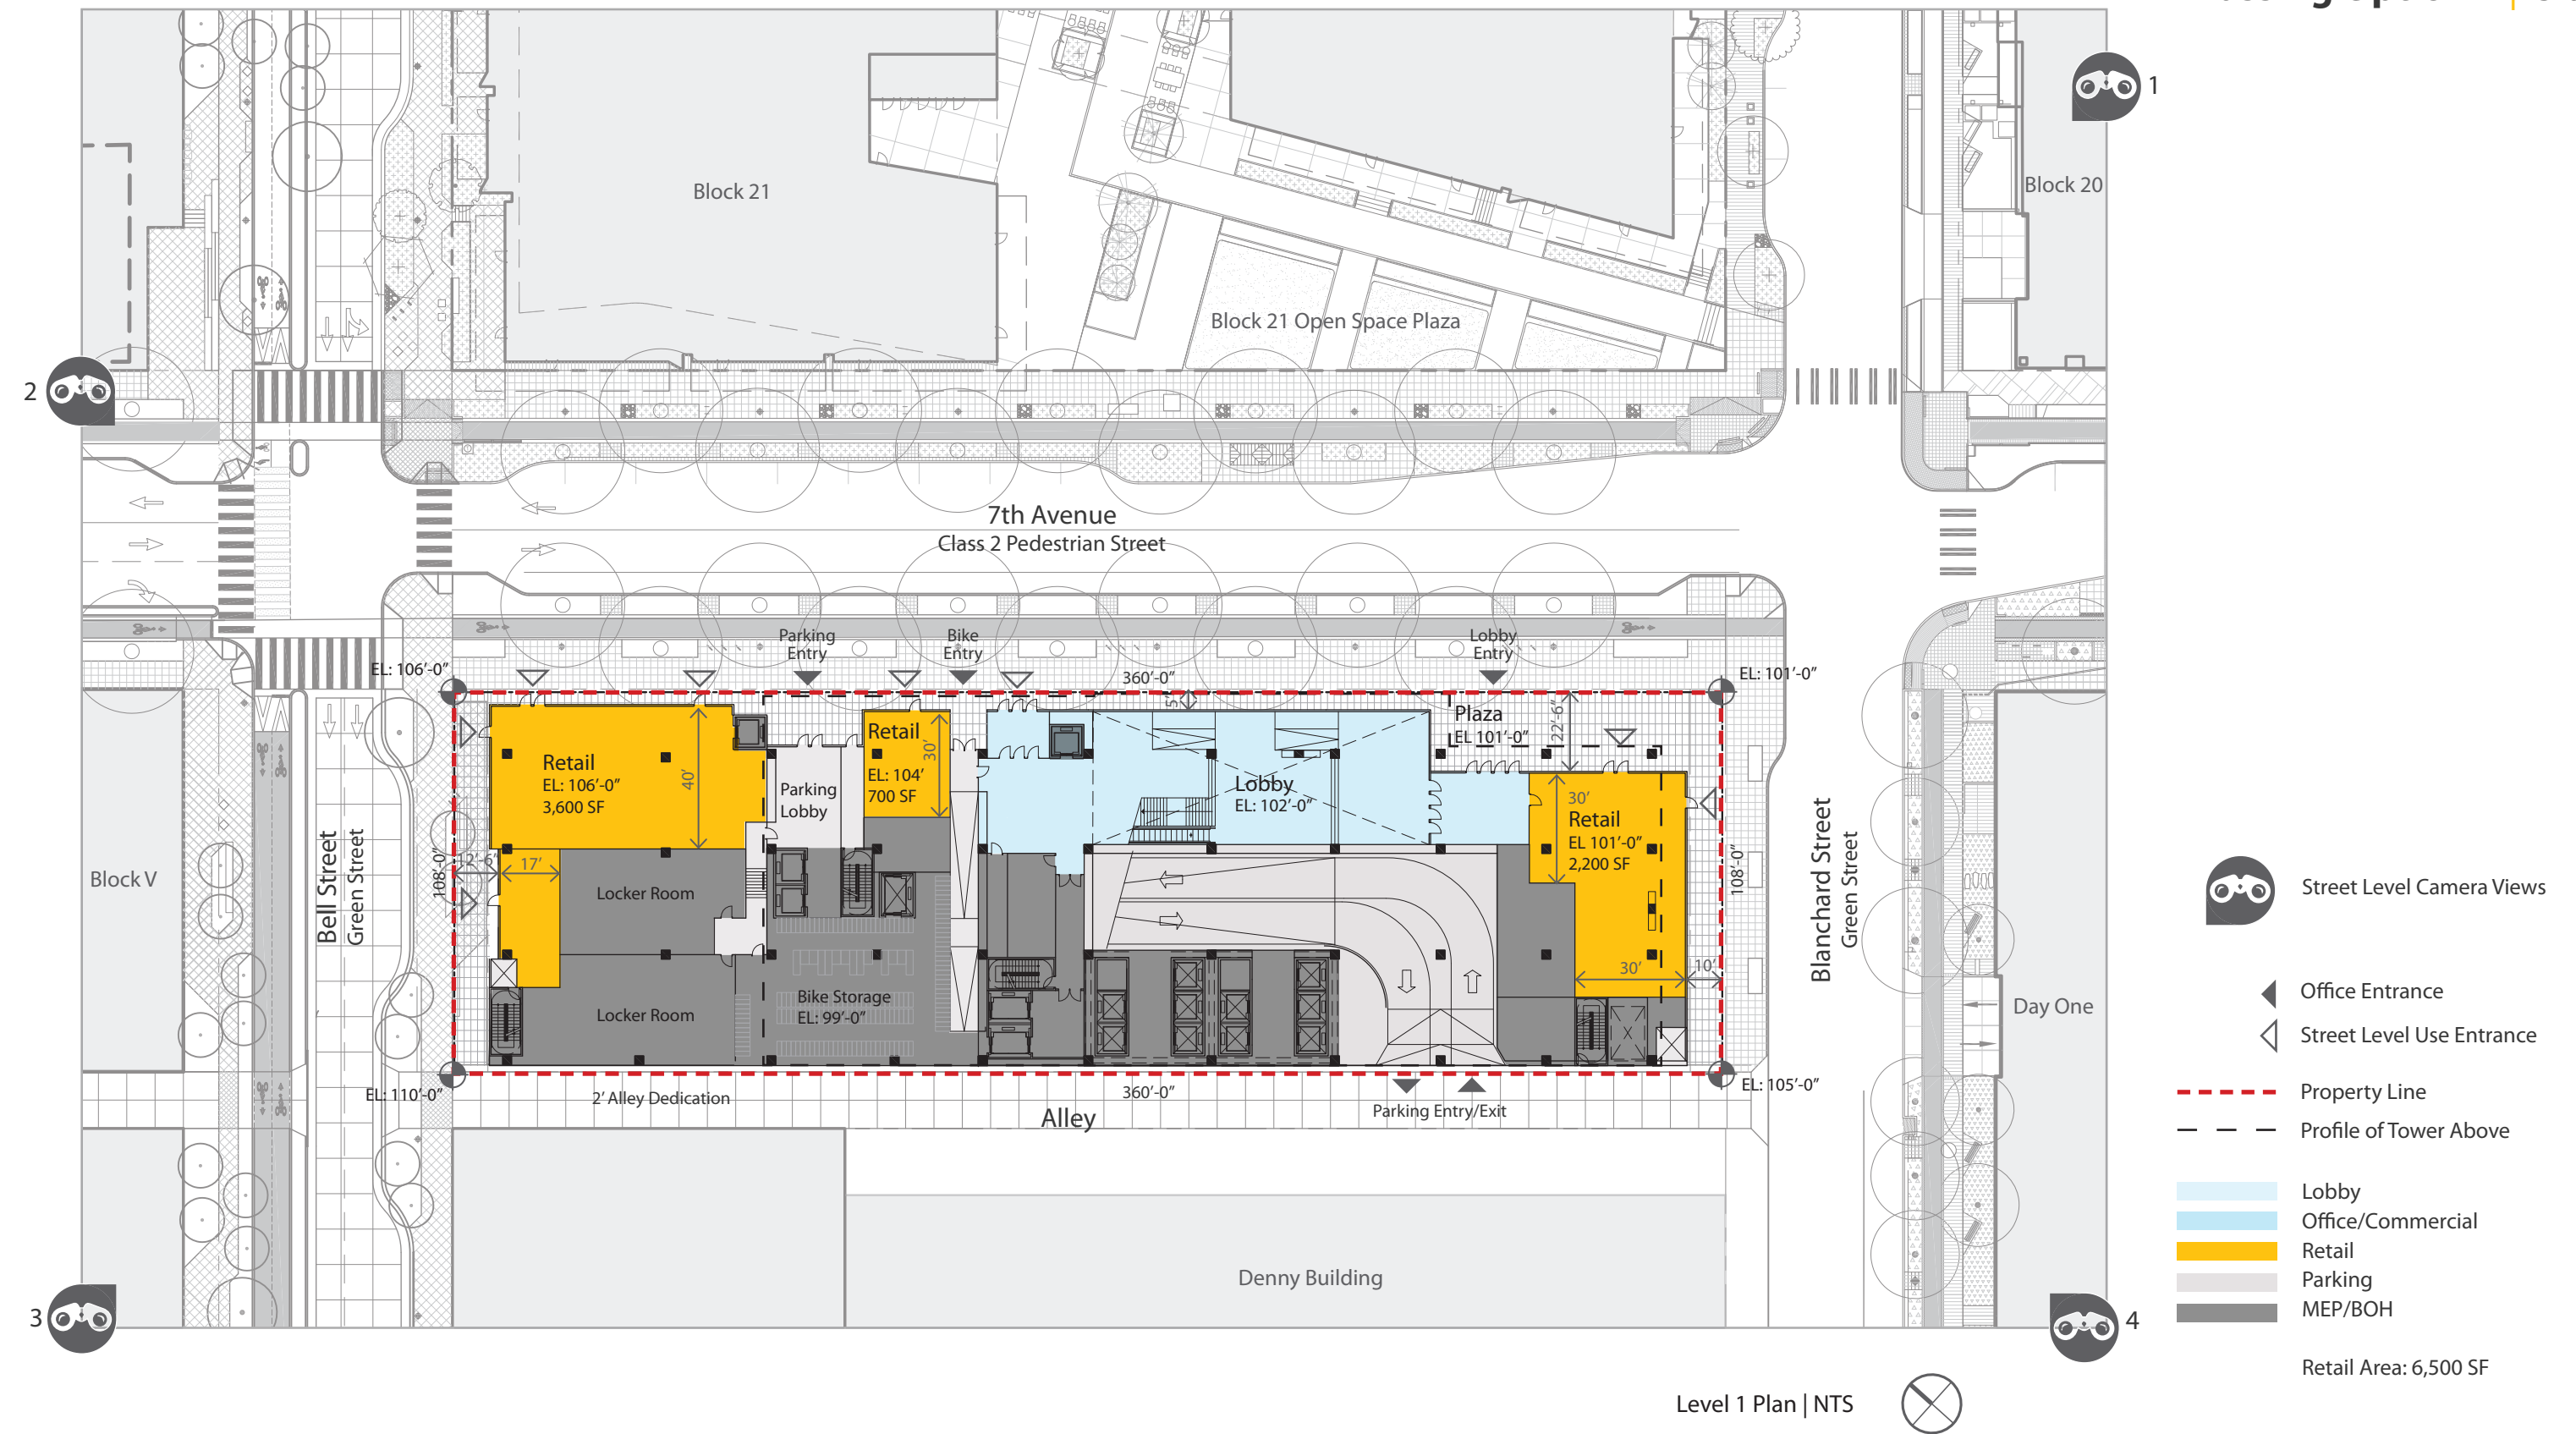 1
Block 21
Block 20
Block 21 Open Space Plaza
2
7th Avenue
Class 2 Pedestrian Street
Parking
Entry
Bike
Entry
Lobby
Entry
EL: 106'-0"
360'-0"
EL: 101'-0"
5'
Plaza
EL 101'-0"
22'-6"
Retail
EL: 106'-0"
3,600 SF
40'
Parking
Lobby
Retail
30'
EL: 104'
700 SF
Lobby
EL: 102'-0"
30'
Retail
EL 101'-0"
2,200 SF
Bell Street
Green Street
108'-0"
12'-6"
17'
Block V
Locker Room
Locker Room
Bike Storage
EL: 99'-0"
30'
10'
108'-0"
Blanchard Street
Green Street
Day One
EL: 110'-0"
2' Alley Dedication
360'-0"
Alley
Parking Entry/Exit
EL: 105'-0"
Denny Building
3
4
Street Level Camera Views
Office Entrance
Street Level Use Entrance
Property Line
Profile of Tower Above
Lobby
Office/Commercial
Retail
Parking
MEP/BOH
Retail Area: 6,500 SF
Level 1 Plan | NTS